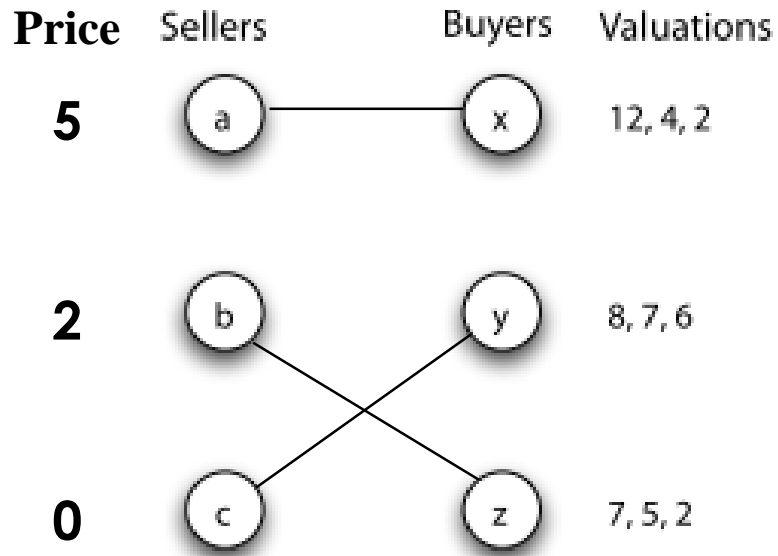 Price Sellers Buyers Valuations
5 a x 12, 4, 2
2 b y 8, 7, 6
0 c z 7, 5, 2